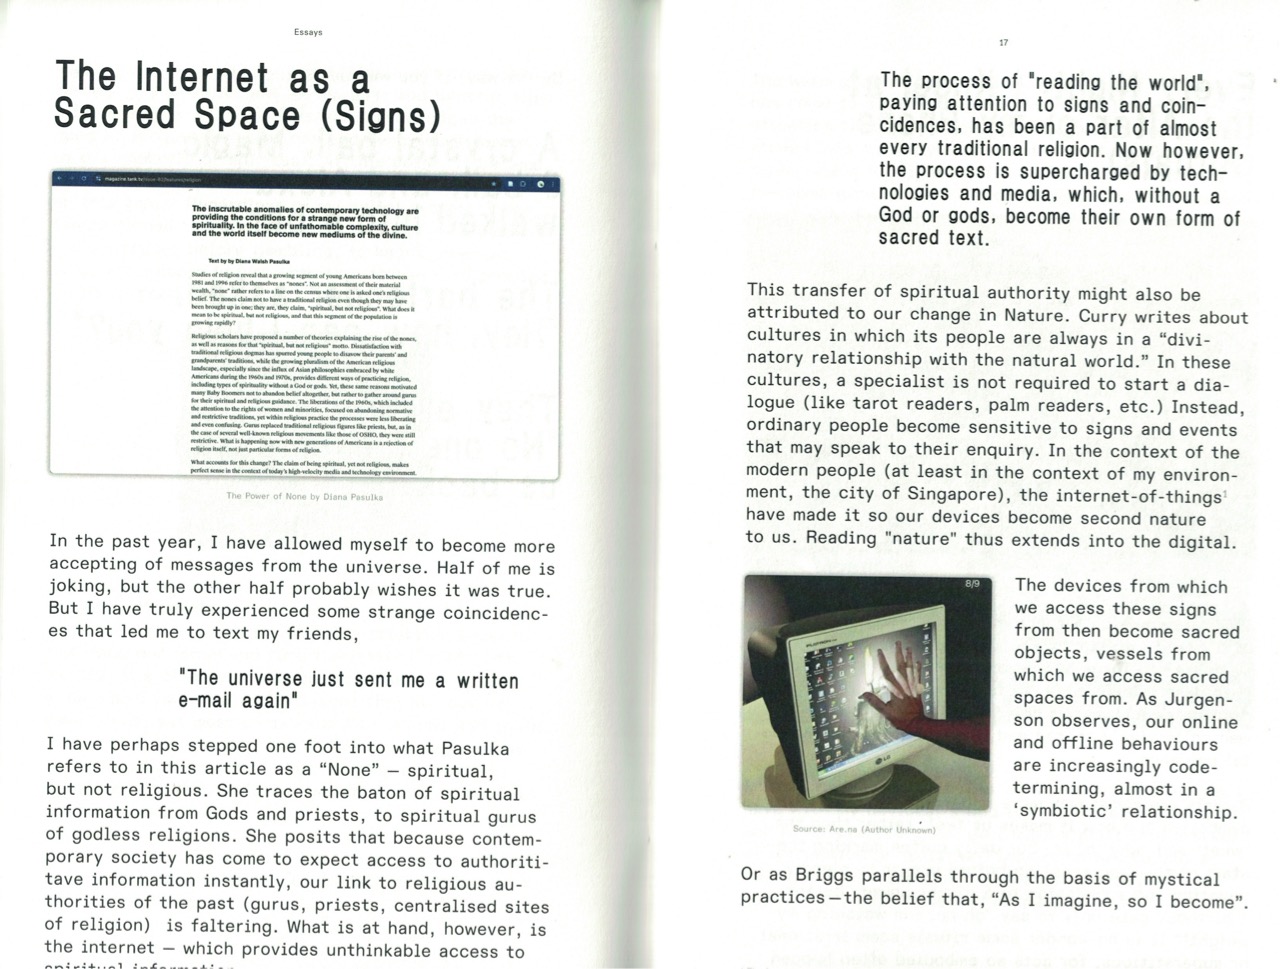 Essays
The Internet as a
Sacred Space (Signs)
magazine.tank.tv
The inscrutable anomalies of contemporary technology are
providing the conditions for a strange new form of
spirituality. In the face of unfathomable complexity, culture
and the world itself become new mediums of the divine.
Text by by Diana Walsh Pasulka
Studies of religion reveal that a growing segment of young Americans born between
1981 and 1996 refer to themselves as “nones”. Not an assessment of their material
wealth, “none” rather refers to a line on the census where one is asked one's religious
belief. The nones claim not to have a traditional religion even though they may have
been brought up in one; they are, they claim, “spiritual, but not religious”. What does it
mean to be spiritual, but not religious, and that this segment of the population is
growing rapidly?
Religious scholars have proposed a number of theories explaining the rise of the nones,
as well as reasons for that “spiritual, but not religious” motto. Dissatisfaction with
traditional religious dogmas has spurred young people to disavow their parents' and
grandparents' traditions, while the growing pluralism of the American religious
landscape, especially since the influx of Asian philosophies embraced by white
Americans during the 1960s and 1970s, provides different ways of practicing religion,
including types of spirituality without a God or gods. Yet, these same reasons motivated
many Baby Boomers not to abandon belief altogether, but rather to gather around gurus
for their spiritual and religious guidance. The liberations of the 1960s, which included
the attention to the rights of women and minorities, focused on abandoning normative
and restrictive traditions, yet within religious practice the processes were less liberating
and even confusing. Gurus replaced traditional religious figures like priests, but, as in
the case of several well-known religious movements like those of OSHO, they were still
restrictive. What is happening now with new generations of Americans is a rejection of
religion itself, not just particular forms of religion.
What accounts for this change? The claim of being spiritual, yet not religious, makes
perfect sense in the context of today's high-velocity media and technology environment.
The Power of None by Diana Pasulka
In the past year, I have allowed myself to become more
accepting of messages from the universe. Half of me is
joking, but the other half probably wishes it was true.
But I have truly experienced some strange coincidenc-
es that led me to text my friends,
"The universe just sent me a written
e-mail again"
I have perhaps stepped one foot into what Pasulka
refers to in this article as a “None” — spiritual,
but not religious. She traces the baton of spiritual
information from Gods and priests, to spiritual gurus
of godless religions. She posits that because contem-
porary society has come to expect access to authorita-
tive information instantly, our link to religious au-
thorities of the past (gurus, priests, centralised sites
of religion)  is faltering. What is at hand, however, is
the internet — which provides unthinkable access to
spiritual information
17
The process of "reading the world",
paying attention to signs and coin-
cidences, has been a part of almost
every traditional religion. Now however,
the process is supercharged by tech-
nologies and media, which, without a
God or gods, become their own form of
sacred text.
This transfer of spiritual authority might also be
attributed to our change in Nature. Curry writes about
cultures in which its people are always in a “divi-
natory relationship with the natural world.” In these
cultures, a specialist is not required to start a dia-
logue (like tarot readers, palm readers, etc.) Instead,
ordinary people become sensitive to signs and events
that may speak to their enquiry. In the context of the
modern people (at least in the context of my environ-
ment, the city of Singapore), the internet-of-things¹
have made it so our devices become second nature
to us. Reading "nature" thus extends into the digital.
8/9
LG
Source: Are.na (Author Unknown)
The devices from which
we access these signs
from then become sacred
objects, vessels from
which we access sacred
spaces from. As Jurgen-
son observes, our online
and offline behaviours
are increasingly code-
termining, almost in a
‘symbiotic’ relationship.
Or as Briggs parallels through the basis of mystical
practices—the belief that, “As I imagine, so I become”.